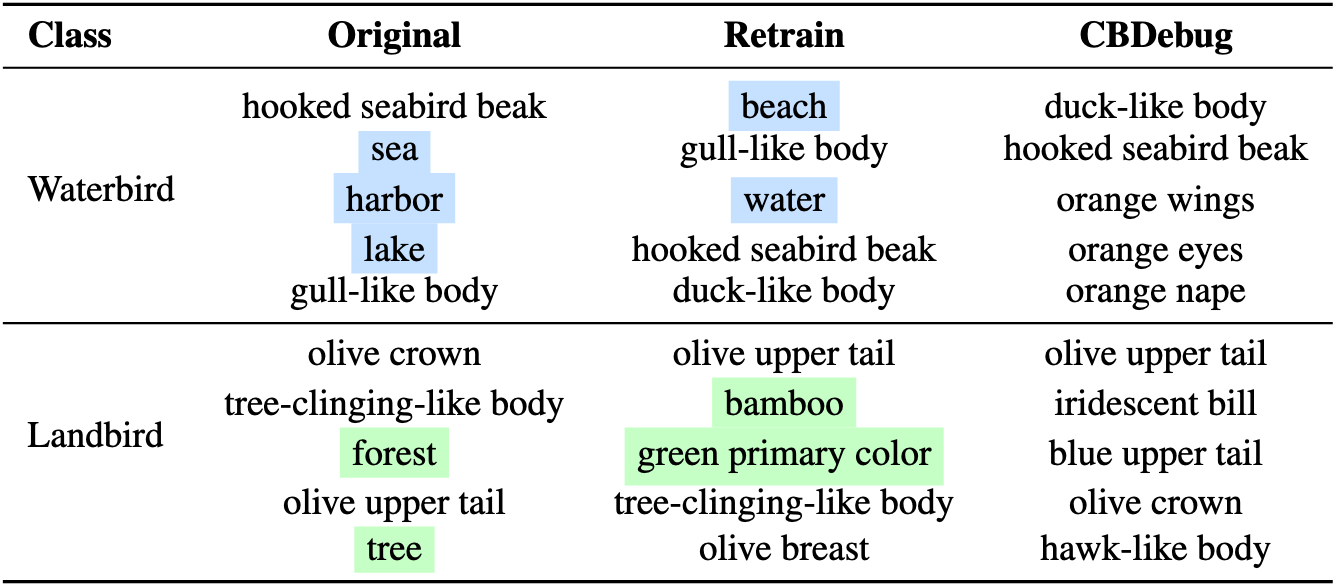 Class Original Retrain CBDebug
hooked seabird beak beach duck-like body
sea gull-like body hooked seabird beak
Waterbird harbor water orange wings
lake hooked seabird beak orange eyes
gull-like body duck-like body orange nape
olive crown olive upper tail olive upper tail
tree-clinging-like body bamboo iridescent bill
Landbird forest green primary color blue upper tail
olive upper tail tree-clinging-like body olive crown
tree olive breast hawk-like body